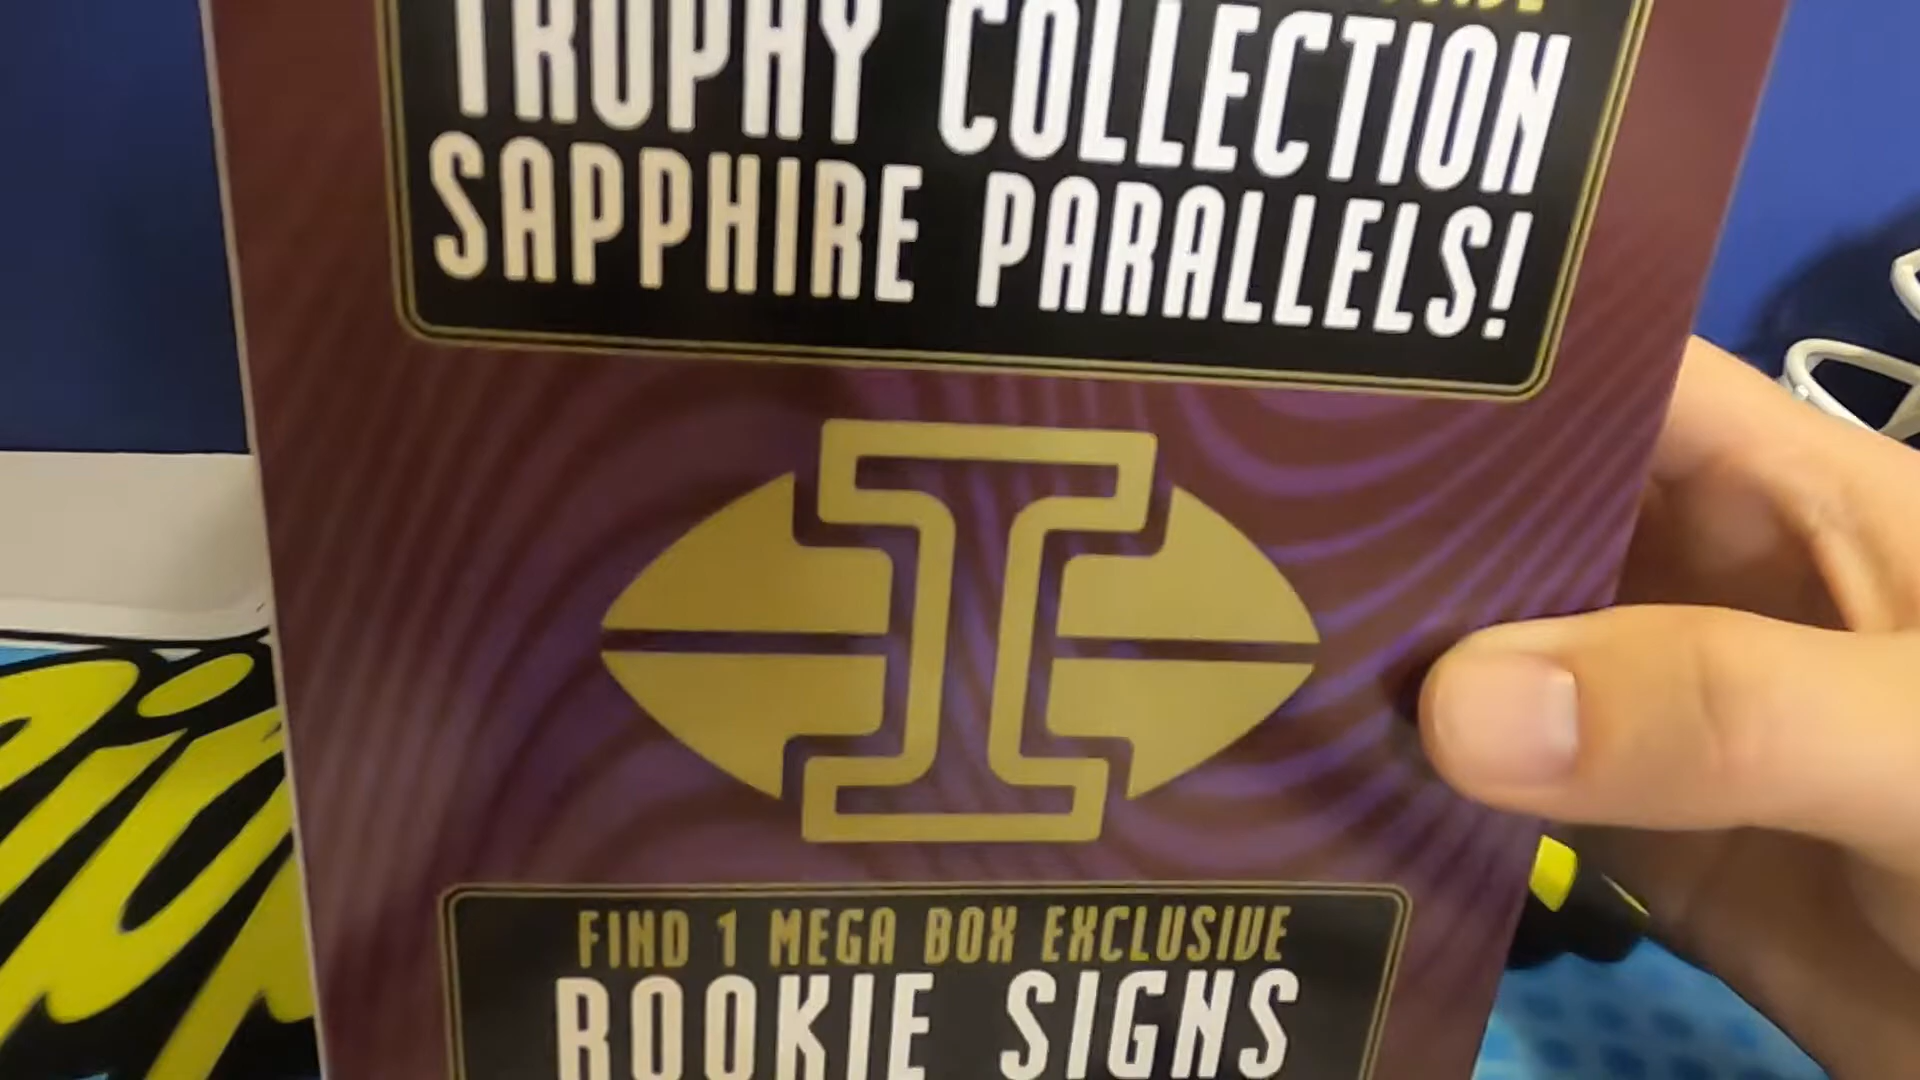 TROPHY COLLECTION
SAPPHIRE PARALLELS!
I
FIND 1 MEGA BOX EXCLUSIVE
ROOKIE SIGNS